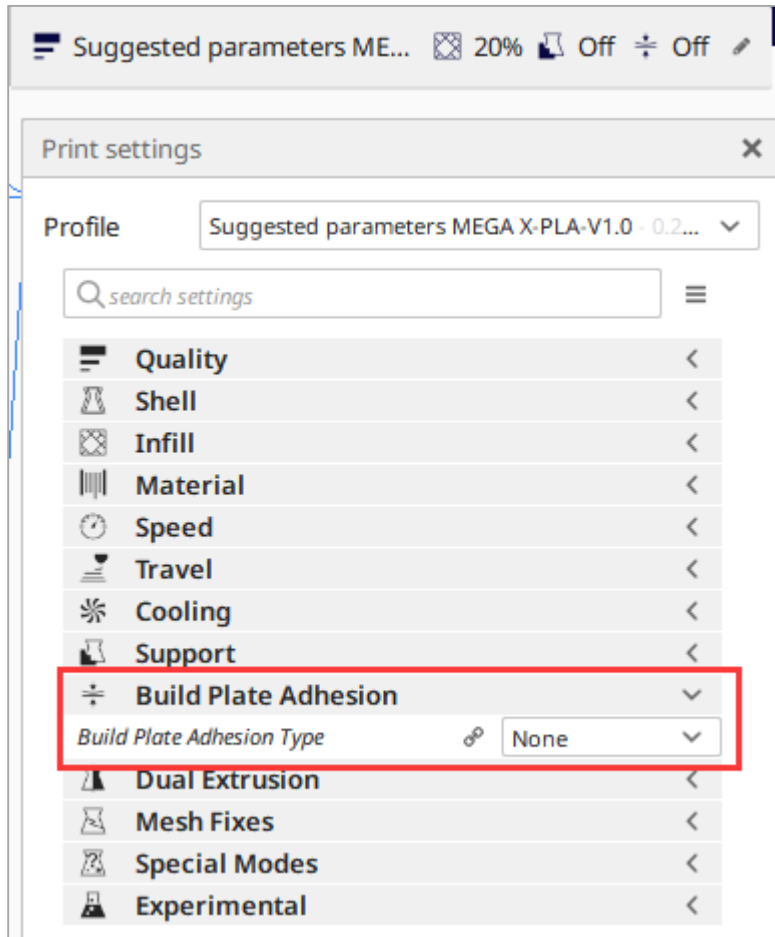 Suggested parameters ME... 20% Off Off
Print settings
Profile Suggested parameters MEGA X-PLA-V1.0 - 0.2...
search settings
Quality
Shell
Infill
Material
Speed
Travel
Cooling
Support
Build Plate Adhesion
Build Plate Adhesion Type None
Dual Extrusion
Mesh Fixes
Special Modes
Experimental